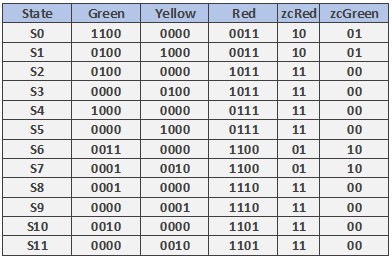 State Green Yellow Red zcRed zcGreen
S0 1100 0000 0011 10 01
S1 0100 1000 0011 10 01
S2 0100 0000 1011 11 00
S3 0000 0100 1011 11 00
S4 1000 0000 0111 11 00
S5 0000 1000 0111 11 00
S6 0011 0000 1100 01 10
S7 0001 0010 1100 01 10
S8 0001 0000 1110 11 00
S9 0000 0001 1110 11 00
S10 0010 0000 1101 11 00
S11 0000 0010 1101 11 00